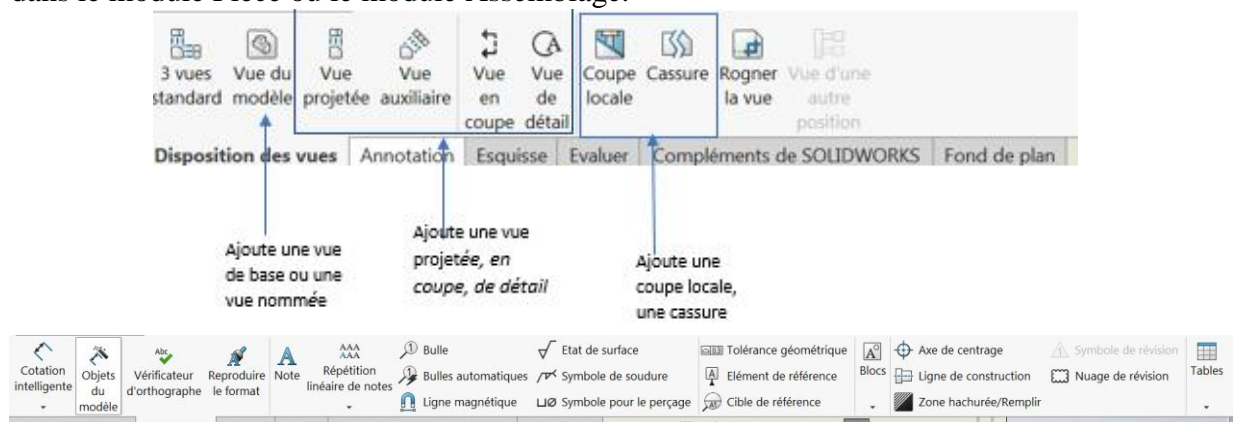 dans le module Pièce ou le module Assemblage.
3 vues standard
Vue du modèle
Vue projetée
Vue auxiliaire
Vue en coupe
Vue de détail
Coupe locale
Cassure
Rogner la vue
Vue d'une autre position
Disposition des vues
Annotation
Esquisse
Evaluer
Compléments de SOLIDWORKS
Fond de plan
Ajoute une vue
de base ou une
vue nommée
Ajoute une vue
projetée, en
coupe, de détail
Ajoute une
coupe locale,
une cassure
Cotation intelligente
Objets du modèle
Abc
Vérificateur d'orthographe
Reproduire le format
A
Note
AAA
AAA
Répétition linéaire de notes
Bulle
Bulles automatiques
Ligne magnétique
Etat de surface
Symbole de soudure
Symbole pour le perçage
Tolérance géométrique
Elément de référence
Cible de référence
Blocs
Axe de centrage
Ligne de construction
Zone hachurée/Remplir
Symbole de révision
Nuage de révision
Tables